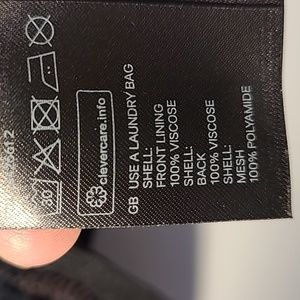 30
clevercare.info
GB USE A LAUNDRY BAG
SHELL:
FRONT LINING
100% VISCOSE
SHELL:
BACK
100% VISCOSE
SHELL:
MESH
100% POLYAMIDE